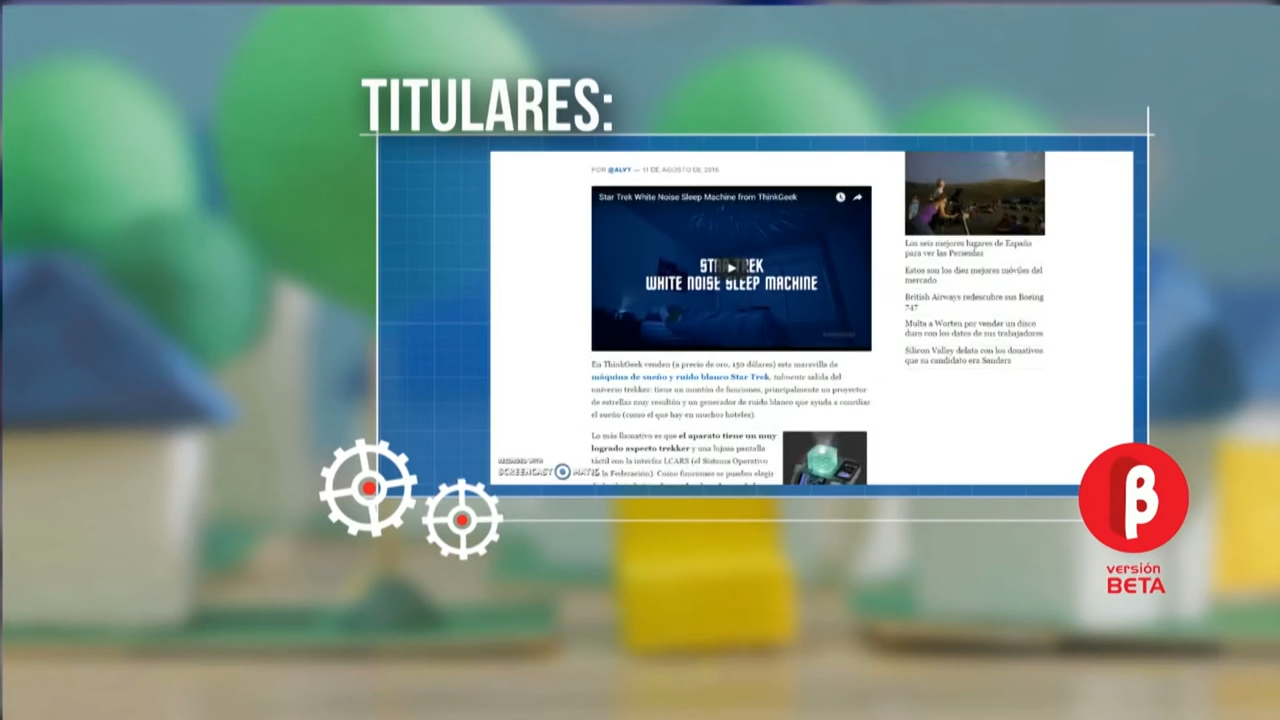 TITULARES:
POR @ALVY — 11 DE AGOSTO DE 2016
Star Trek White Noise Sleep Machine from ThinkGeek
STAR TREK
WHITE NOISE SLEEP MACHINE
En ThinkGeek venden (a precio de oro, 150 dólares) esta maravilla de
máquina de sueño y ruido blanco Star Trek, talmente salida del
universo trekker: tiene un montón de funciones, principalmente un proyector
de estrellas muy resultón y un generador de ruido blanco que ayuda a conciliar
el sueño (como el que hay en muchos hoteles).
Lo más llamativo es que el aparato tiene un muy
logrado aspecto trekker y una lujosa pantalla
táctil con la interfaz LCARS (el Sistema Operativo
la Federación). Como funciones se pueden elegir
RECORDED WITH
SCREENCAST MATIC
Los seis mejores lugares de España
para ver las Perseidas
Estos son los diez mejores móviles del
mercado
British Airways redescubre sus Boeing
747
Multa a Worten por vender un disco
duro con los datos de sus trabajadores
Silicon Valley delata con los donativos
que su candidato era Sanders
β
versión
BETA